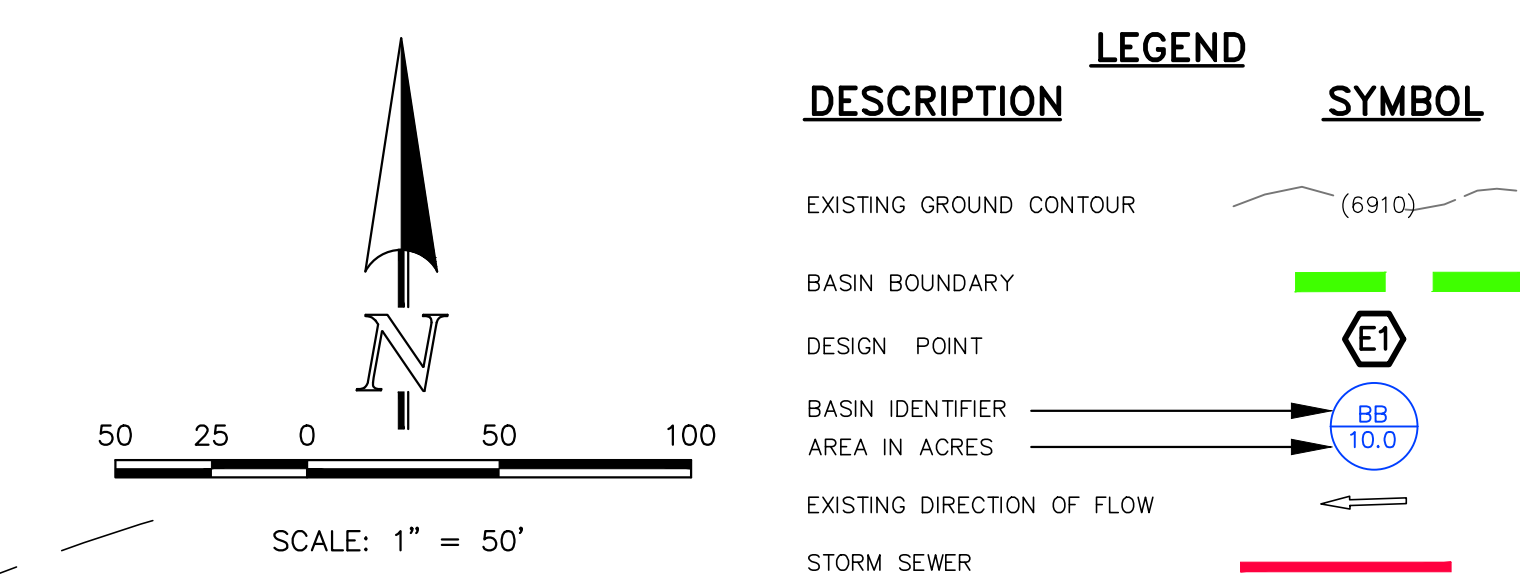 N
50 25 0 50 100
SCALE: 1" = 50'
LEGEND
DESCRIPTION SYMBOL
EXISTING GROUND CONTOUR (6910)
BASIN BOUNDARY
DESIGN POINT E1
BASIN IDENTIFIER BB
AREA IN ACRES 10.0
EXISTING DIRECTION OF FLOW
STORM SEWER